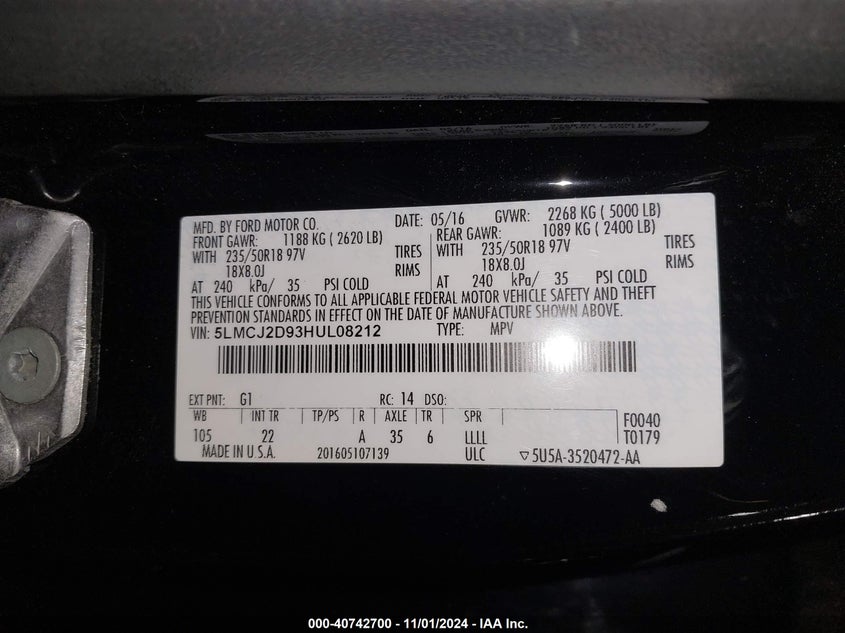 MFD. BY FORD MOTOR CO. DATE: 05/16 GVWR: 2268 KG ( 5000 LB)
FRONT GAWR: 1188 KG ( 2620 LB) REAR GAWR: 1089 KG ( 2400 LB)
WITH 235/50R18 97V TIRES WITH 235/50R18 97V TIRES
18X8.0J RIMS 18X8.0J RIMS
AT 240 kPa/ 35 PSI COLD AT 240 kPa/ 35 PSI COLD
THIS VEHICLE CONFORMS TO ALL APPLICABLE FEDERAL MOTOR VEHICLE SAFETY AND THEFT
PREVENTION STANDARDS IN EFFECT ON THE DATE OF MANUFACTURE SHOWN ABOVE.
VIN: 5LMCJ2D93HUL08212 TYPE: MPV
EXT PNT: G1 RC: 14 DSO:
WB INT TR TP/PS R AXLE TR SPR F0040
105 22 A 35 6 LLLL T0179
MADE IN U.S.A. 201605107139 ULC ▽5U5A-3520472-AA
000-40742700 - 11/01/2024 - IAA Inc.